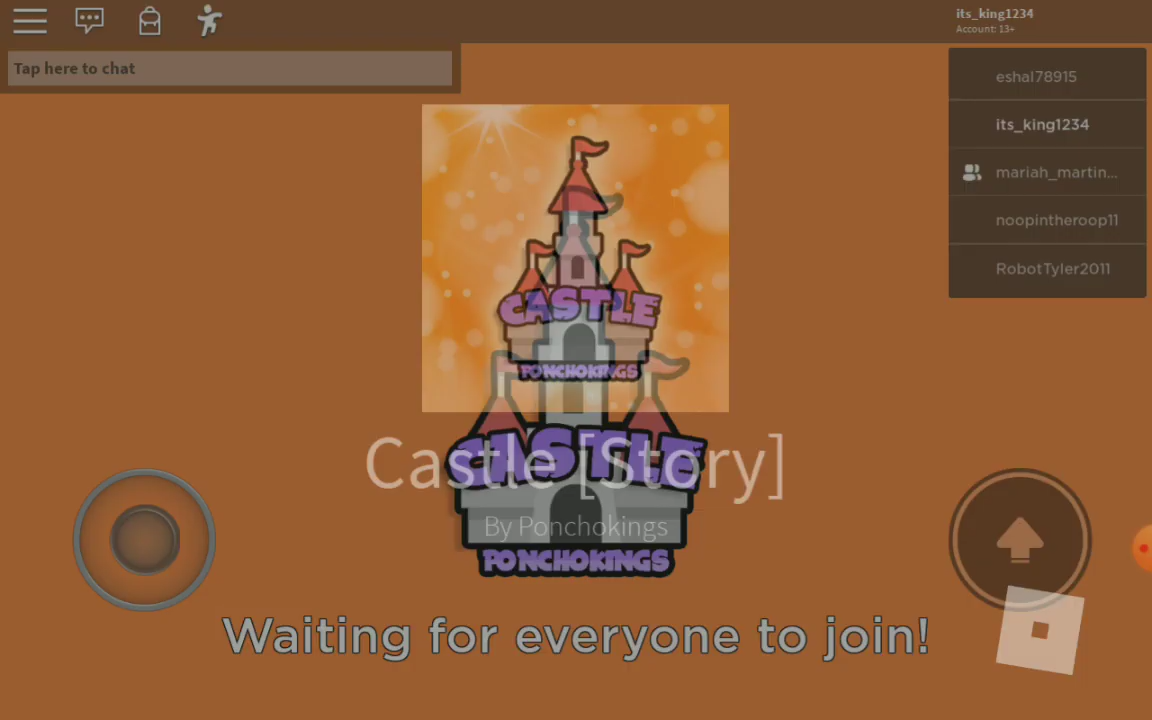 its_king1234
Account: 13+
Tap here to chat
eshal78915
its_king1234
mariah_martin...
noopintheroop11
RobotTyler2011
CASTLE
PONCHOKINGS
CASTLE
Castle [Story]
By Ponchokings
PONCHOKINGS
Waiting for everyone to join!